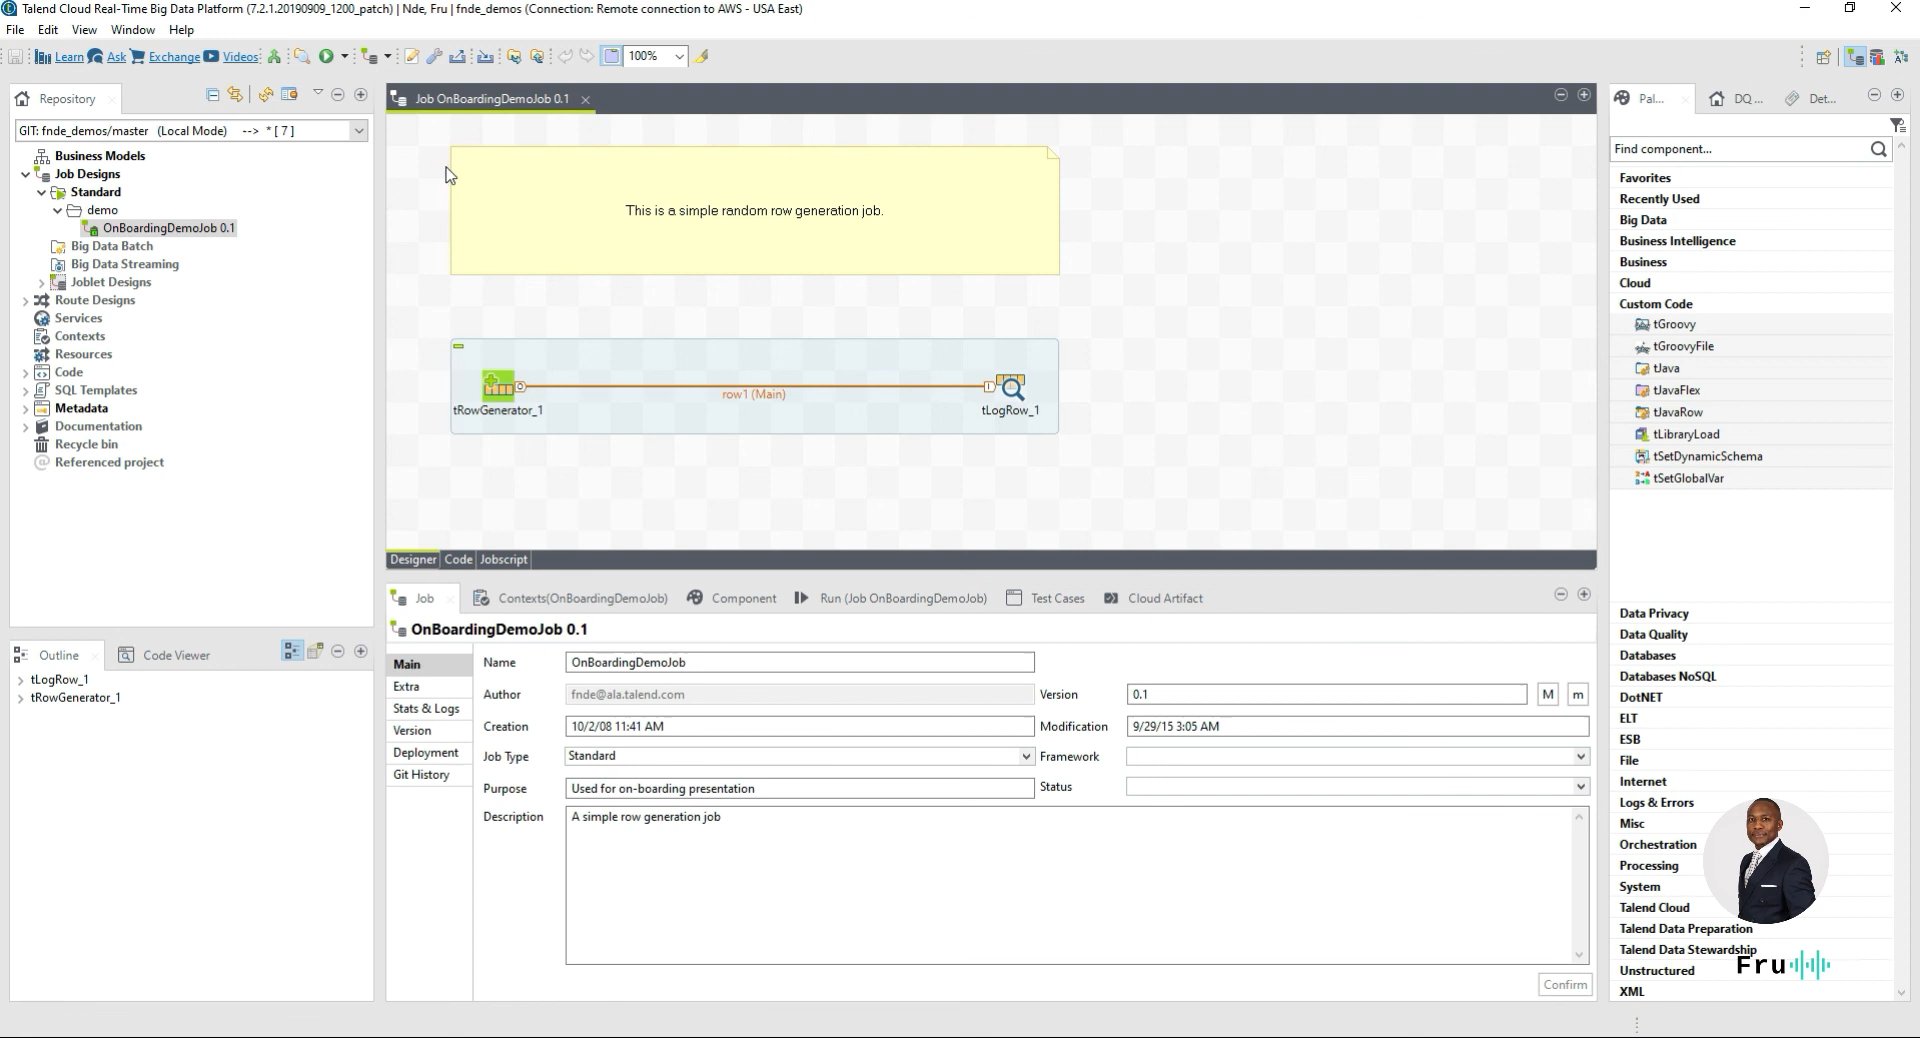 Talend Cloud Real-Time Big Data Platform (7.2.1.20190909_1200_patch) | Nde, Fru | fnde_demos (Connection: Remote connection to AWS - USA East)
File Edit View Window Help
Learn Ask Exchange Videos 100%
Repository
GIT: fnde_demos/master (Local Mode) --> * [ 7 ]
Business Models
Job Designs
Standard
demo
OnBoardingDemoJob 0.1
Big Data Batch
Big Data Streaming
Joblet Designs
Route Designs
Services
Contexts
Resources
Code
SQL Templates
Metadata
Documentation
Recycle bin
Referenced project
Outline Code Viewer
tLogRow_1
tRowGenerator_1
Job OnBoardingDemoJob 0.1
This is a simple random row generation job.
row1 (Main)
tRowGenerator_1 tLogRow_1
Designer Code Jobscript
Job Contexts(OnBoardingDemoJob) Component Run (Job OnBoardingDemoJob) Test Cases Cloud Artifact
OnBoardingDemoJob 0.1
Main
Extra
Stats & Logs
Version
Deployment
Git History
Name OnBoardingDemoJob
Author fnde@ala.talend.com Version 0.1 M m
Creation 10/2/08 11:41 AM Modification 9/29/15 3:05 AM
Job Type Standard Framework
Purpose Used for on-boarding presentation Status
Description A simple row generation job
Confirm
Pal... DQ ... Det...
Find component...
Favorites
Recently Used
Big Data
Business Intelligence
Business
Cloud
Custom Code
tGroovy
tGroovyFile
tJava
tJavaFlex
tJavaRow
tLibraryLoad
tSetDynamicSchema
tSetGlobalVar
Data Privacy
Data Quality
Databases
Databases NoSQL
DotNET
ELT
ESB
File
Internet
Logs & Errors
Misc
Orchestration
Processing
System
Talend Cloud
Talend Data Preparation
Talend Data Stewardship
Unstructured
XML
Fru